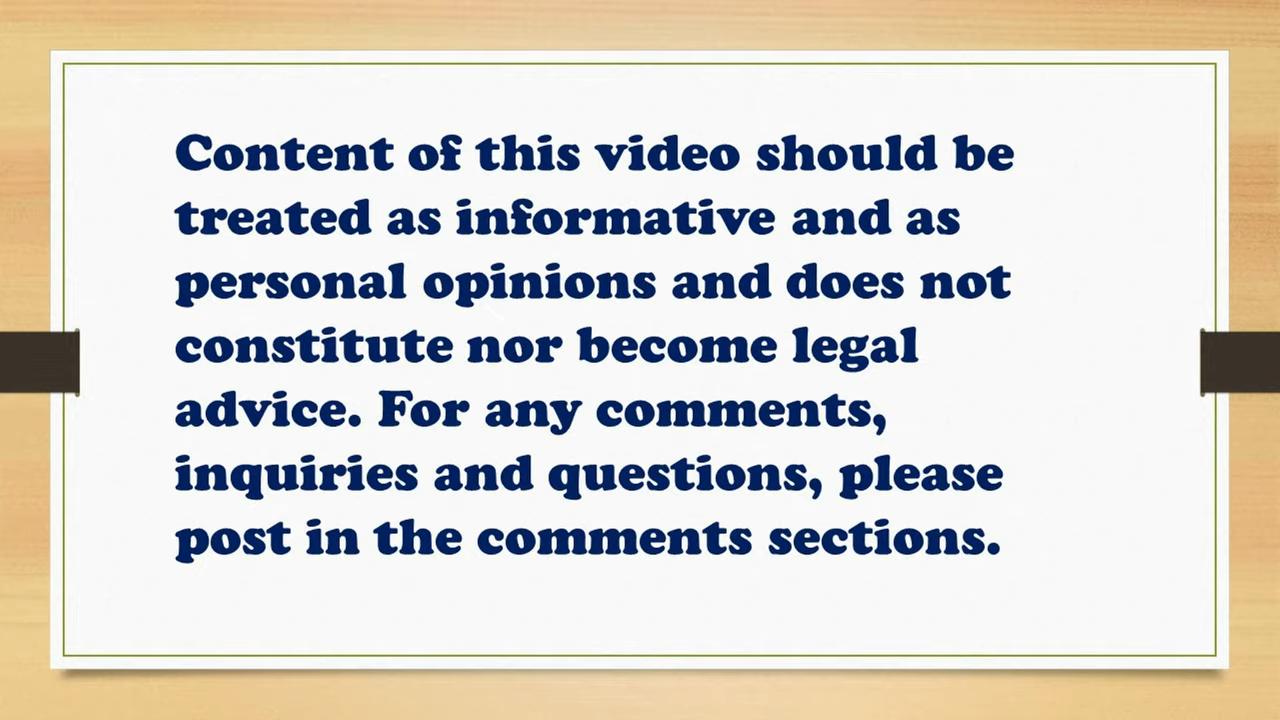 Content of this video should be
treated as informative and as
personal opinions and does not
constitute nor become legal
advice. For any comments,
inquiries and questions, please
post in the comments sections.